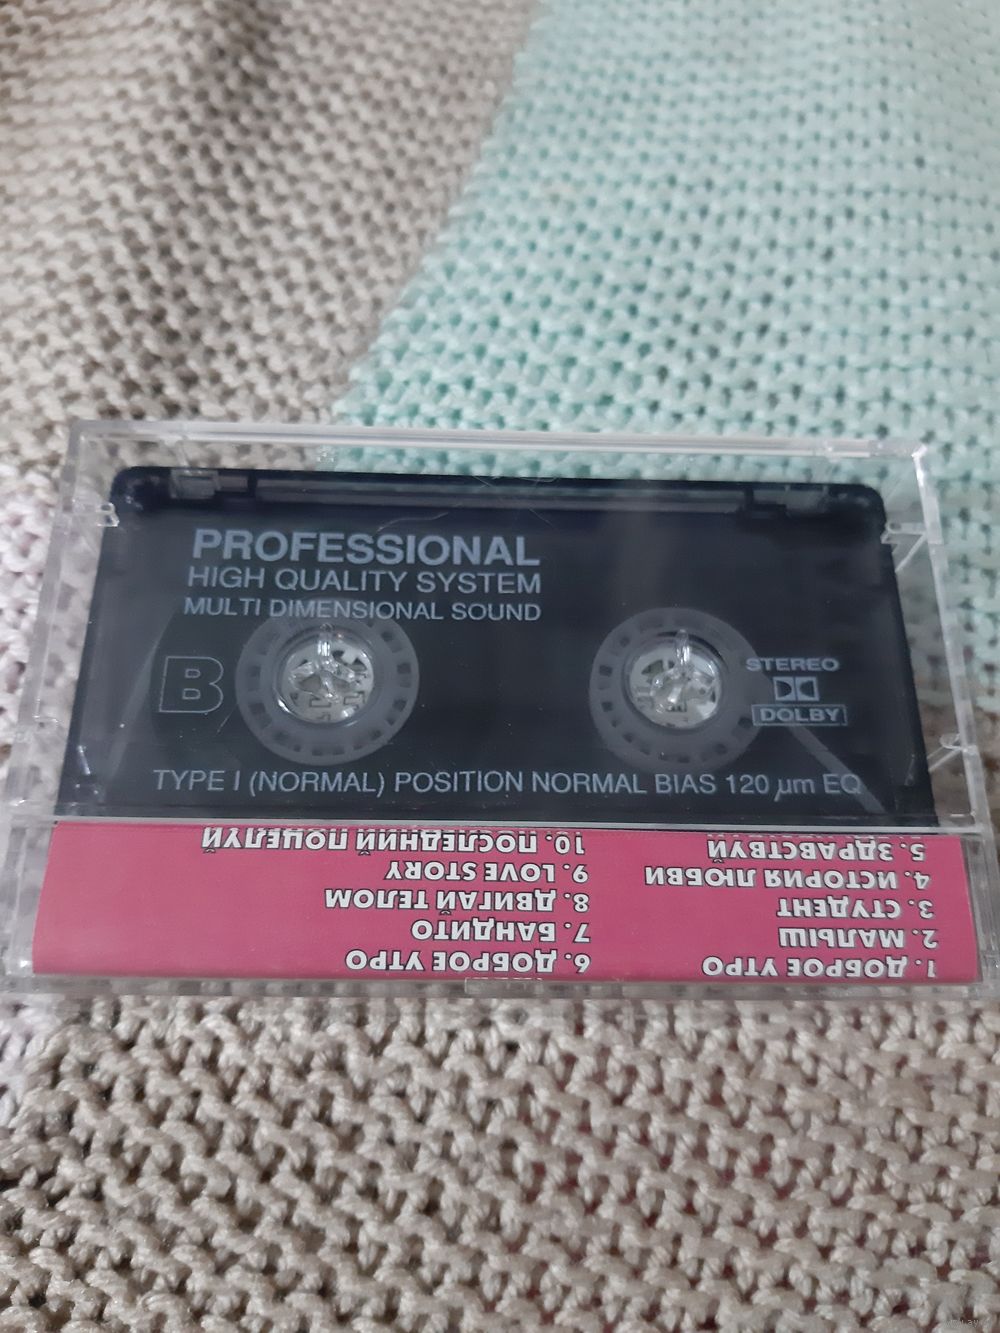 PROFESSIONAL
HIGH QUALITY SYSTEM
MULTI DIMENSIONAL SOUND
B
STEREO
DOLBY
TYPE I (NORMAL) POSITION NORMAL BIAS 120 µm EQ
1. ДОБРОЕ УТРО
2. МАЛЫШ
3. СТУДЕНТ
4. ИСТОРИЯ ЛЮБВИ
5. ЗДРАВСТВУЙ
6. ДОБРОЕ УТРО
7. БАНДИТО
8. ДВИГАЙ ТЕЛОМ
9. LOVE STORY
10. ПОСЛЕДНИЙ ПОЦЕЛУЙ